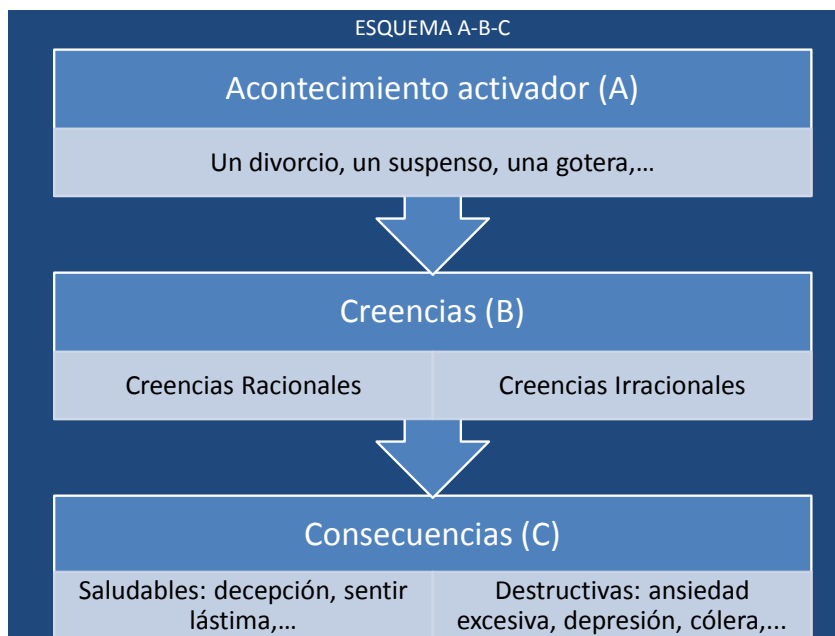 ESQUEMA A-B-C
Acontecimiento activador (A)
Un divorcio, un suspenso, una gotera,...
Creencias (B)
Creencias Racionales
Creencias Irracionales
Consecuencias (C)
Saludables: decepción, sentir
lástima,...
Destructivas: ansiedad
excesiva, depresión, cólera,...